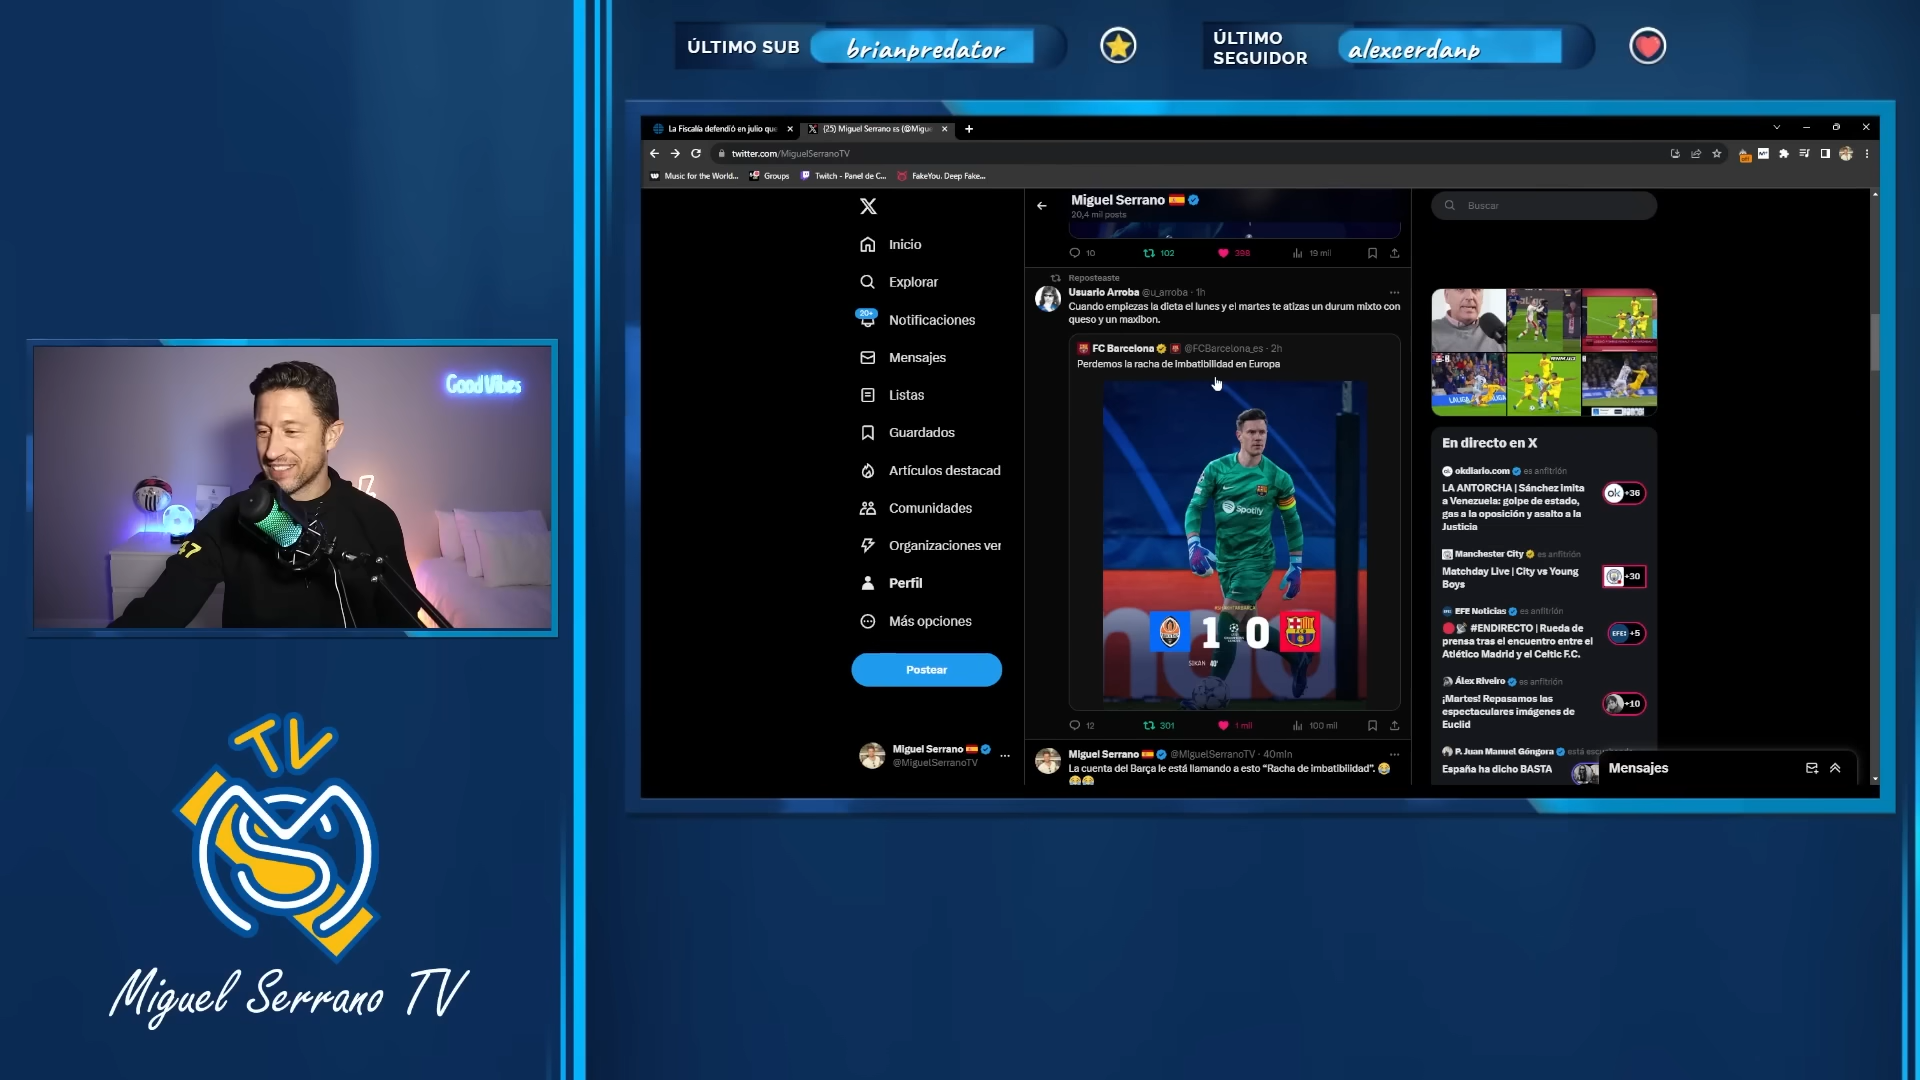 ÚLTIMO SUB
brianpredator
ÚLTIMO
SEGUIDOR
alexcerdanp
La Fiscalía defendió en julio que
(25) Miguel Serrano ES (@Migu
twitter.com/MiguelSerranoTV
Music for the World...
Groups
Twitch - Panel de C...
FakeYou. Deep Fake...
Miguel Serrano
20,4 mil posts
Buscar
Inicio
Explorar
20+
Notificaciones
Mensajes
Listas
Guardados
Artículos destacad
Comunidades
Organizaciones ver
Perfil
Más opciones
Postear
Miguel Serrano
@MiguelSerranoTV
10
102
398
19 mil
Reposteaste
Usuario Arroba @u_arroba · 1h
Cuando empiezas la dieta el lunes y el martes te atizas un durum mixto con
queso y un maxibon.
FC Barcelona @FCBarcelona_es · 2h
Perdemos la racha de imbatibilidad en Europa
Spotify
1 0
SIKAN 40'
12
301
1 mil
100 mil
Miguel Serrano @MiguelSerranoTV · 40min
La cuenta del Barça le está llamando a esto “Racha de imbatibilidad”. 😂
😂😂
En directo en X
okdiario.com es anfitrión
LA ANTORCHA | Sánchez imita
a Venezuela: golpe de estado,
gas a la oposición y asalto a la
Justicia
ok +36
Manchester City es anfitrión
Matchday Live | City vs Young
Boys
+30
EFE Noticias es anfitrión
🔴📡 #ENDIRECTO | Rueda de
prensa tras el encuentro entre el
Atlético Madrid y el Celtic F.C.
EFE: +5
Álex Riveiro es anfitrión
¡Martes! Repasamos las
espectaculares imágenes de
Euclid
+10
P. Juan Manuel Góngora está
España ha dicho BASTA
Mensajes
Good Vibes
47
TV
MS
Miguel Serrano TV